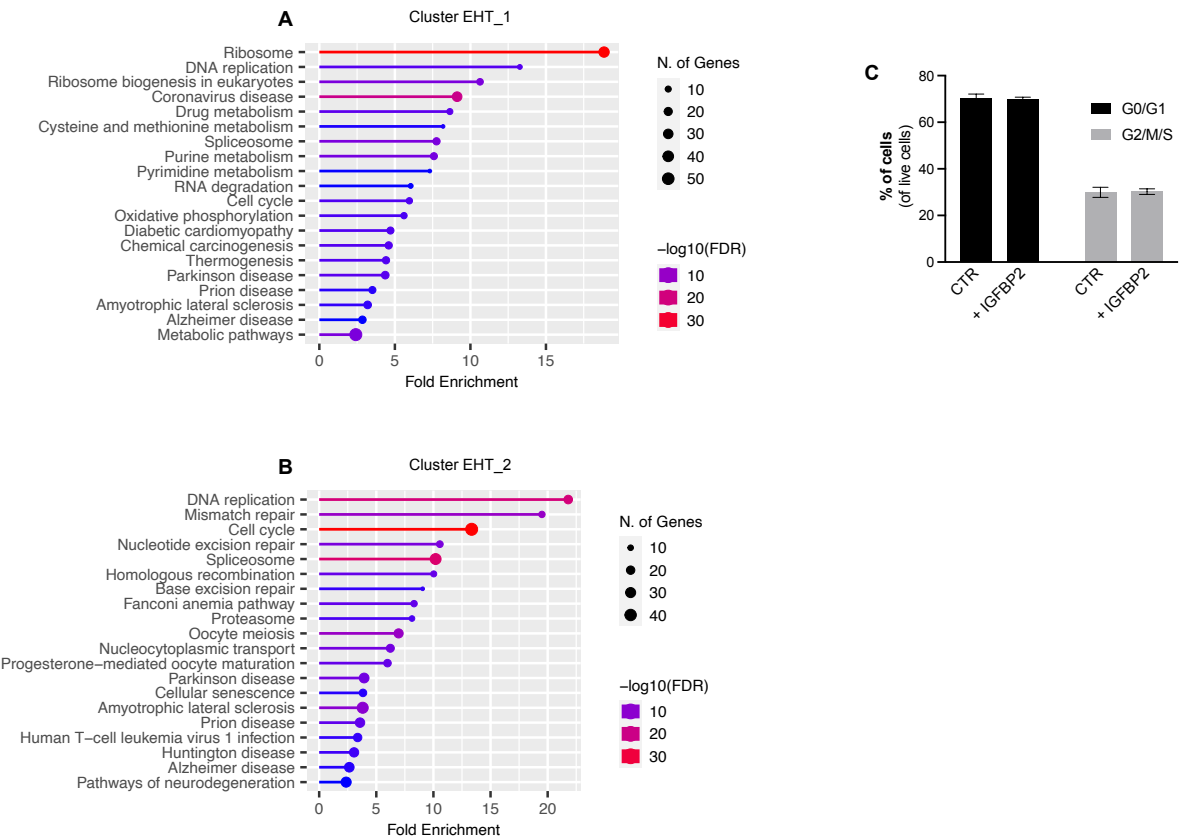 A
Cluster EHT_1
Ribosome
DNA replication
Ribosome biogenesis in eukaryotes
Coronavirus disease
Drug metabolism
Cysteine and methionine metabolism
Spliceosome
Purine metabolism
Pyrimidine metabolism
RNA degradation
Cell cycle
Oxidative phosphorylation
Diabetic cardiomyopathy
Chemical carcinogenesis
Thermogenesis
Parkinson disease
Prion disease
Amyotrophic lateral sclerosis
Alzheimer disease
Metabolic pathways
0 5 10 15
Fold Enrichment
N. of Genes
10
20
30
40
50
−log10(FDR)
10
20
30
C
% of cells
(of live cells)
80
60
40
20
0
CTR
+ IGFBP2
CTR
+ IGFBP2
G0/G1
G2/M/S
B
Cluster EHT_2
DNA replication
Mismatch repair
Cell cycle
Nucleotide excision repair
Spliceosome
Homologous recombination
Base excision repair
Fanconi anemia pathway
Proteasome
Oocyte meiosis
Nucleocytoplasmic transport
Progesterone−mediated oocyte maturation
Parkinson disease
Cellular senescence
Amyotrophic lateral sclerosis
Prion disease
Human T−cell leukemia virus 1 infection
Huntington disease
Alzheimer disease
Pathways of neurodegeneration
0 5 10 15 20
Fold Enrichment
N. of Genes
10
20
30
40
−log10(FDR)
10
20
30